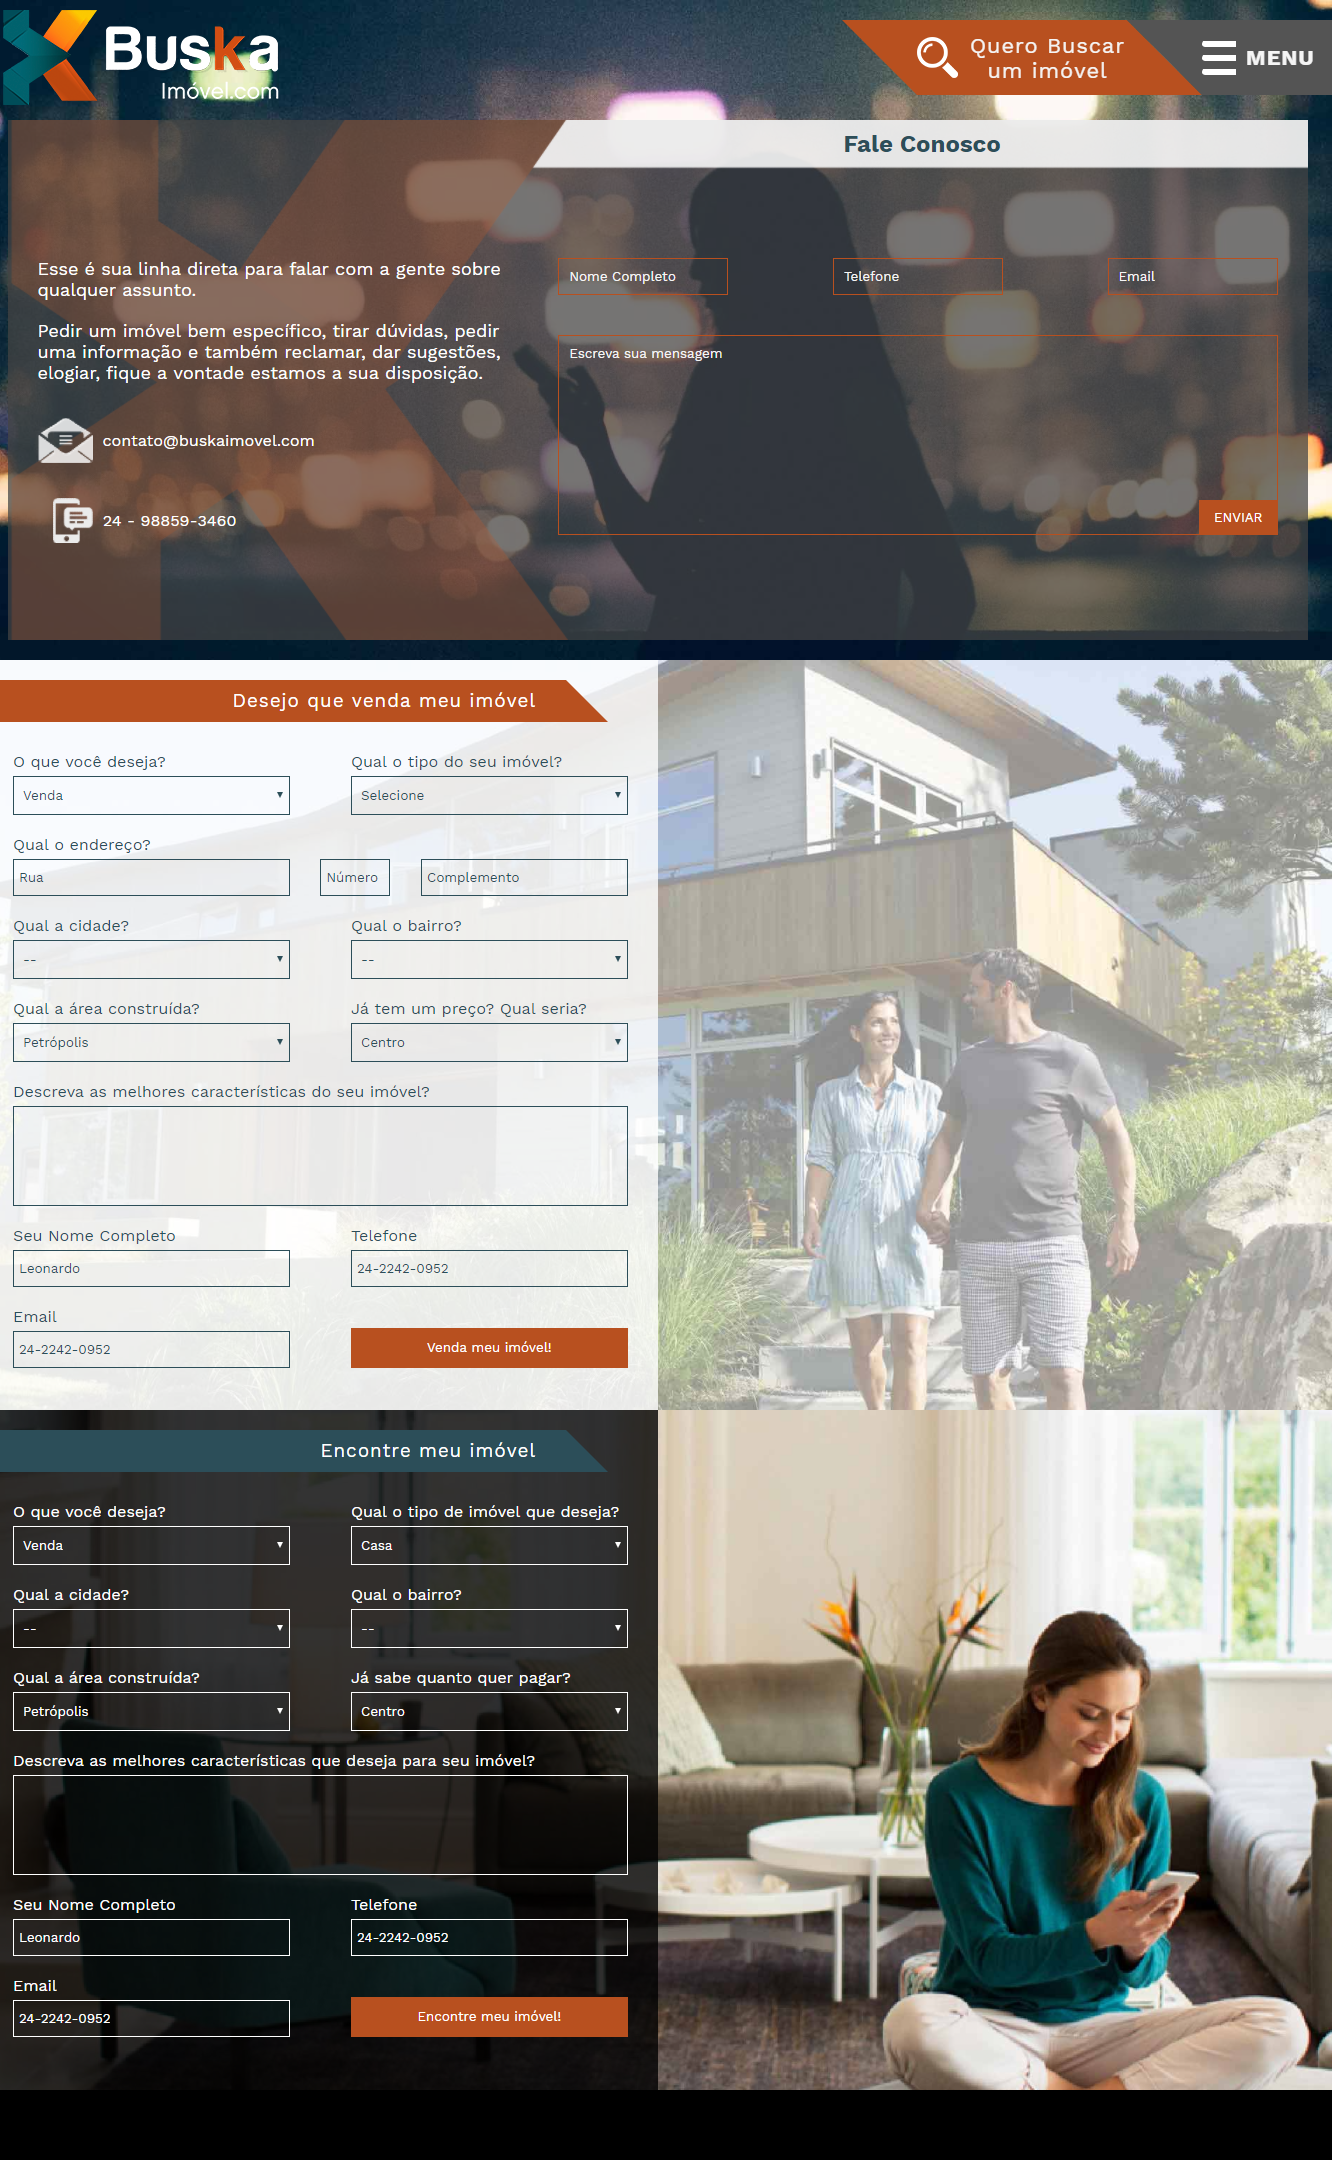 Buska
Imóvel.com
Quero Buscar
um imóvel
MENU
Fale Conosco
Esse é sua linha direta para falar com a gente sobre
qualquer assunto.
Pedir um imóvel bem específico, tirar dúvidas, pedir
uma informação e também reclamar, dar sugestões,
elogiar, fique a vontade estamos a sua disposição.
contato@buskaimovel.com
24 - 98859-3460
Nome Completo
Telefone
Email
Escreva sua mensagem
ENVIAR
Desejo que venda meu imóvel
O que você deseja?
Qual o tipo do seu imóvel?
Venda
Selecione
Qual o endereço?
Rua
Número
Complemento
Qual a cidade?
Qual o bairro?
--
--
Qual a área construída?
Já tem um preço? Qual seria?
Petrópolis
Centro
Descreva as melhores características do seu imóvel?
Seu Nome Completo
Telefone
Leonardo
24-2242-0952
Email
24-2242-0952
Venda meu imóvel!
Encontre meu imóvel
O que você deseja?
Qual o tipo de imóvel que deseja?
Venda
Casa
Qual a cidade?
Qual o bairro?
--
--
Qual a área construída?
Já sabe quanto quer pagar?
Petrópolis
Centro
Descreva as melhores características que deseja para seu imóvel?
Seu Nome Completo
Telefone
Leonardo
24-2242-0952
Email
24-2242-0952
Encontre meu imóvel!